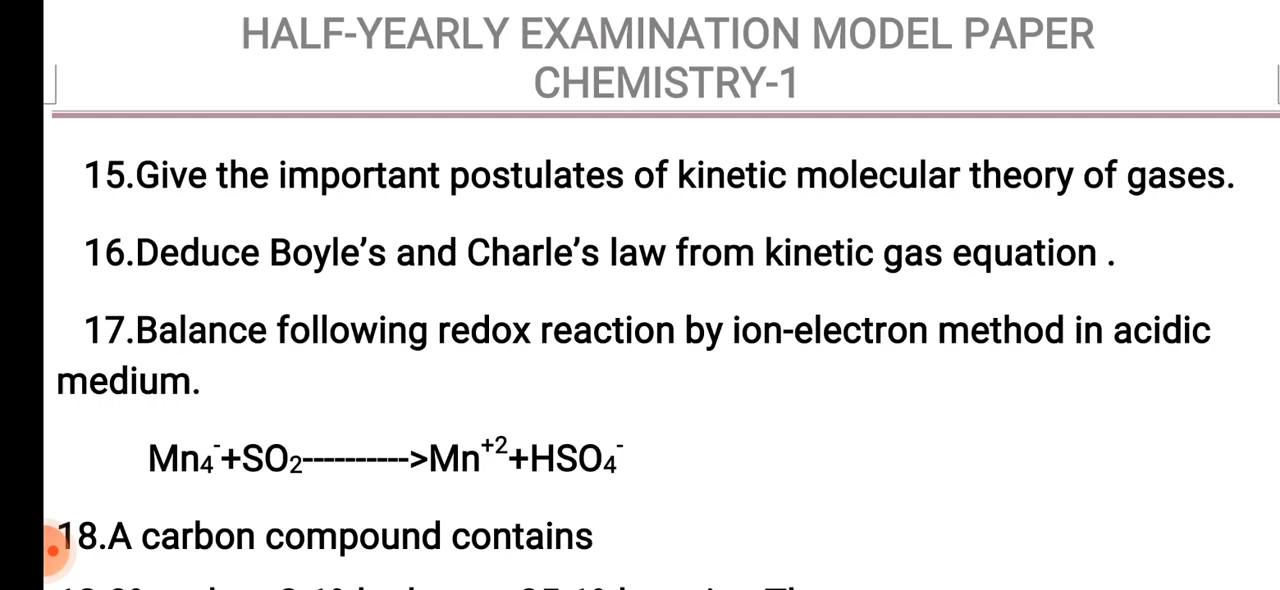 HALF-YEARLY EXAMINATION MODEL PAPER
CHEMISTRY-1
15.Give the important postulates of kinetic molecular theory of gases.
16.Deduce Boyle’s and Charle’s law from kinetic gas equation .
17.Balance following redox reaction by ion-electron method in acidic
medium.
Mn₄⁻+SO₂---------->Mn⁺²+HSO₄⁻
18.A carbon compound contains